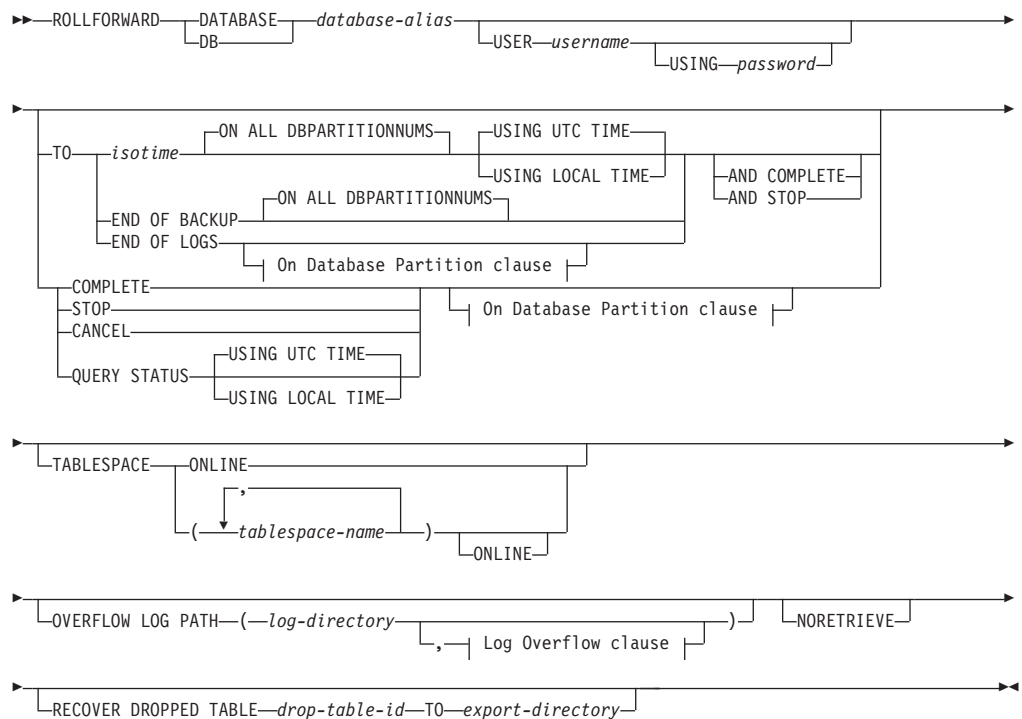 ROLLFORWARD DATABASE database-alias
DB USER username
USING password
ON ALL DBPARTITIONNUMS USING UTC TIME
TO isotime
USING LOCAL TIME AND COMPLETE
ON ALL DBPARTITIONNUMS AND STOP
END OF BACKUP
END OF LOGS
On Database Partition clause
COMPLETE
STOP On Database Partition clause
CANCEL
USING UTC TIME
QUERY STATUS
USING LOCAL TIME
TABLESPACE ONLINE
,
( tablespace-name )
ONLINE
OVERFLOW LOG PATH ( log-directory ) NORETRIEVE
, Log Overflow clause
RECOVER DROPPED TABLE drop-table-id TO export-directory